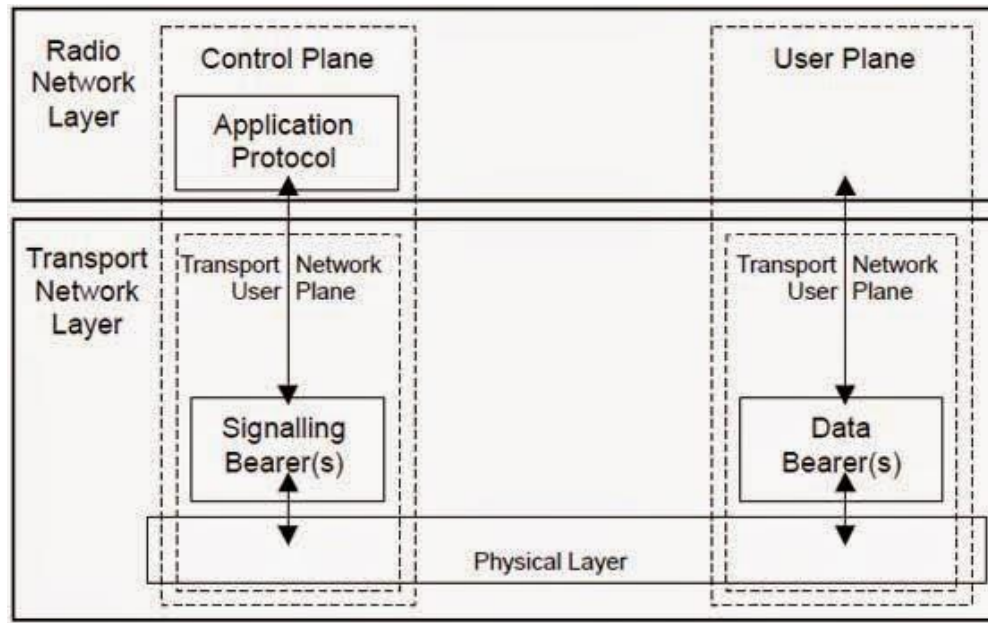 Radio
Network
Layer
Control Plane
User Plane
Application
Protocol
Transport
Network
Layer
Transport Network
User Plane
Transport Network
User Plane
Signalling
Bearer(s)
Data
Bearer(s)
Physical Layer